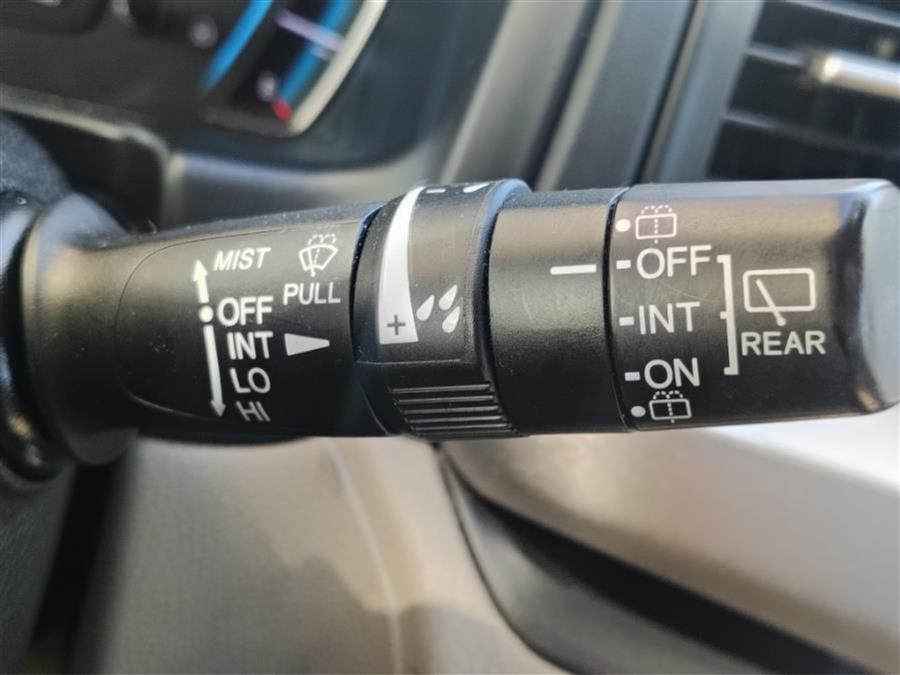 MIST
PULL
OFF
INT
LO
HI
+
OFF
INT
ON
REAR